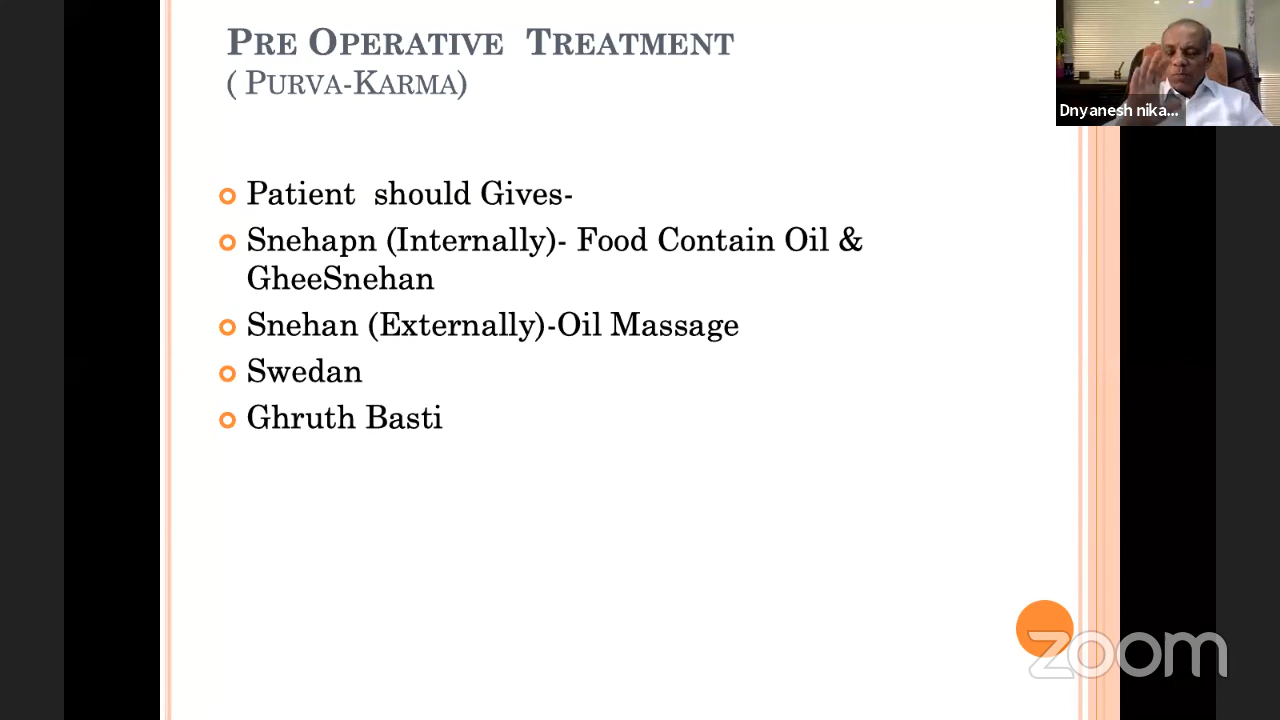 PRE OPERATIVE TREATMENT
( PURVA-KARMA)
Patient should Gives-
Snehapn (Internally)- Food Contain Oil &
GheeSnehan
Snehan (Externally)-Oil Massage
Swedan
Ghruth Basti
Dnyanesh nika...
zoom